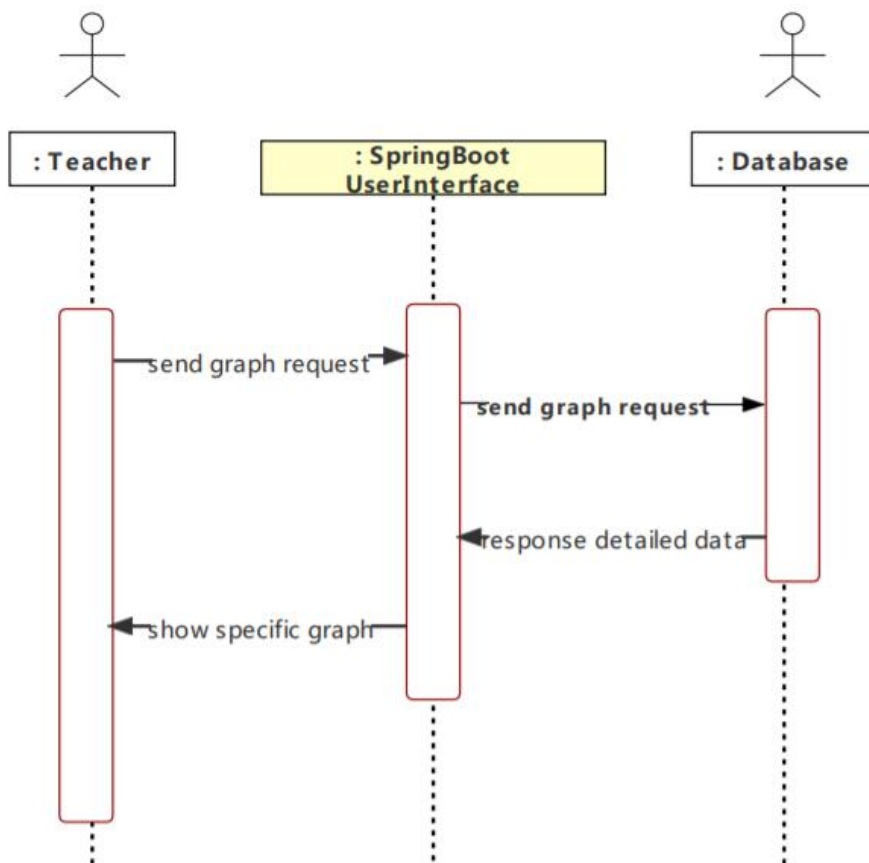 : Teacher
: SpringBoot
UserInterface
: Database
send graph request
send graph request
response detailed data
show specific graph